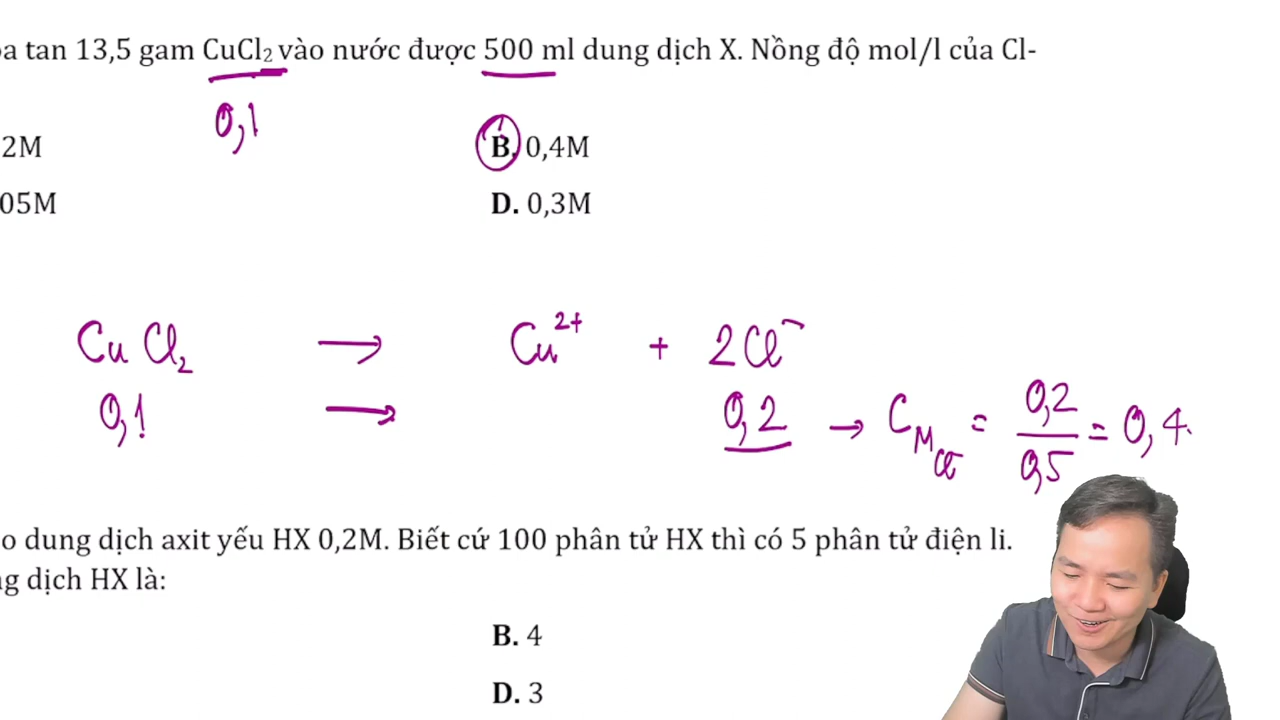 a tan 13,5 gam CuCl₂ vào nước được 500 ml dung dịch X. Nồng độ mol/l của Cl-
0,1
2M B. 0,4M
05M D. 0,3M
CuCl₂ → Cu²⁺ + 2Cl⁻
0,1 → 0,2 → C_M Cl⁻ = 0,2 / 0,5 = 0,4
o dung dịch axit yếu HX 0,2M. Biết cứ 100 phân tử HX thì có 5 phân tử điện li.
g dịch HX là:
B. 4
D. 3